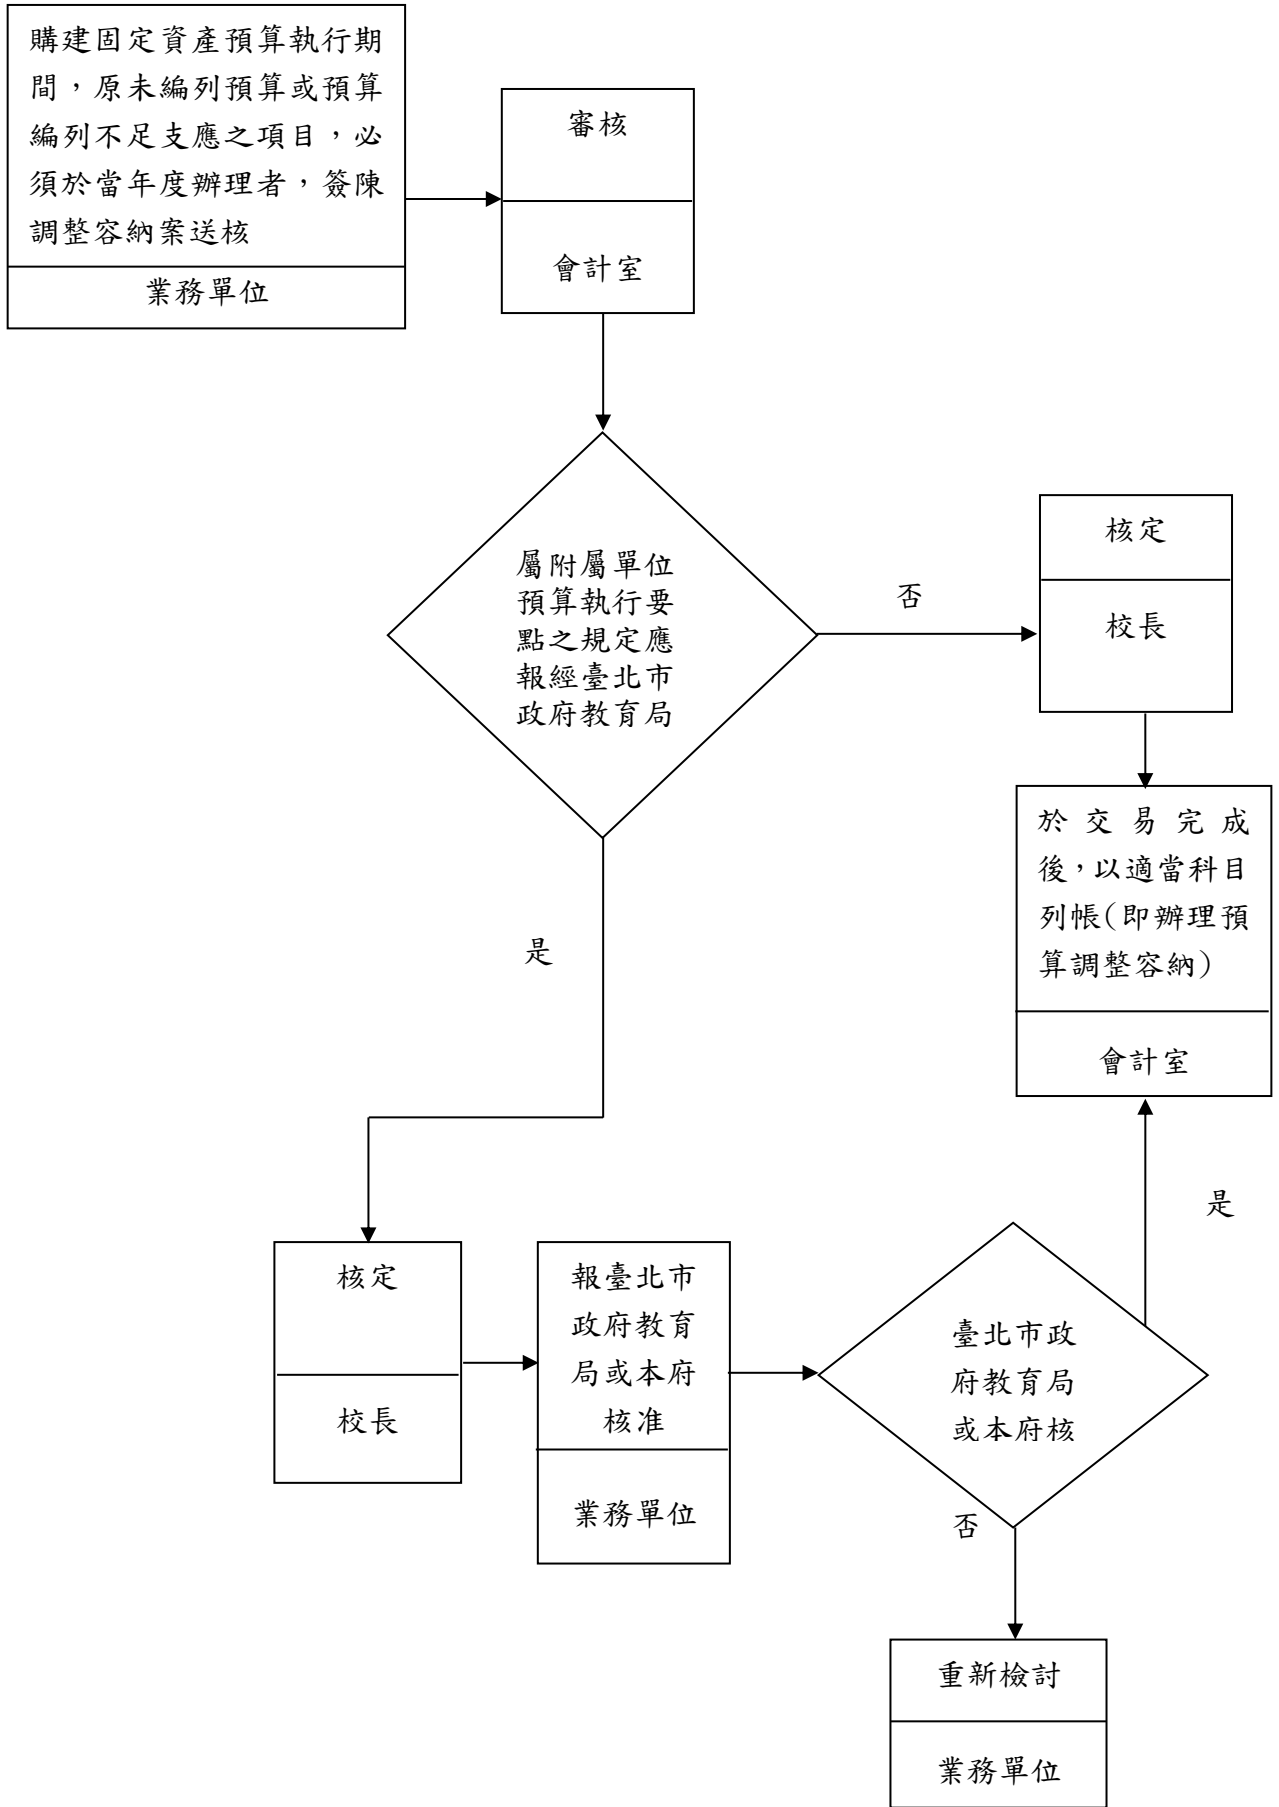 購建固定資產預算執行期
間，原未編列預算或預算
編列不足支應之項目，必
須於當年度辦理者，簽陳
調整容納案送核
業務單位
審核
會計室
屬附屬單位
預算執行要
點之規定應
報經臺北市
政府教育局
否
核定
校長
於交易完成
後，以適當科目
列帳(即辦理預
算調整容納)
會計室
是
是
核定
校長
報臺北市
政府教育
局或本府
核准
業務單位
臺北市政
府教育局
或本府核
否
重新檢討
業務單位